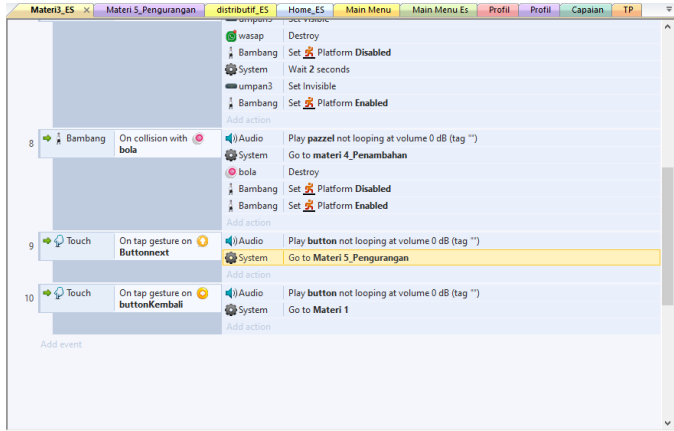 Materi3_ES × Materi 5_Pengurangan distributif_ES Home_ES Main Menu Main Menu Es Profil Profil Capaian TP
umpan3 Set Visible
wasap Destroy
Bambang Set Platform Disabled
System Wait 2 seconds
umpan3 Set Invisible
Bambang Set Platform Enabled
Add action
8 Bambang On collision with bola Audio Play pazzel not looping at volume 0 dB (tag "")
System Go to materi 4_Penambahan
bola Destroy
Bambang Set Platform Disabled
Bambang Set Platform Enabled
Add action
9 Touch On tap gesture on Buttonnext Audio Play button not looping at volume 0 dB (tag "")
System Go to Materi 5_Pengurangan
Add action
10 Touch On tap gesture on buttonKembali Audio Play button not looping at volume 0 dB (tag "")
System Go to Materi 1
Add action
Add event